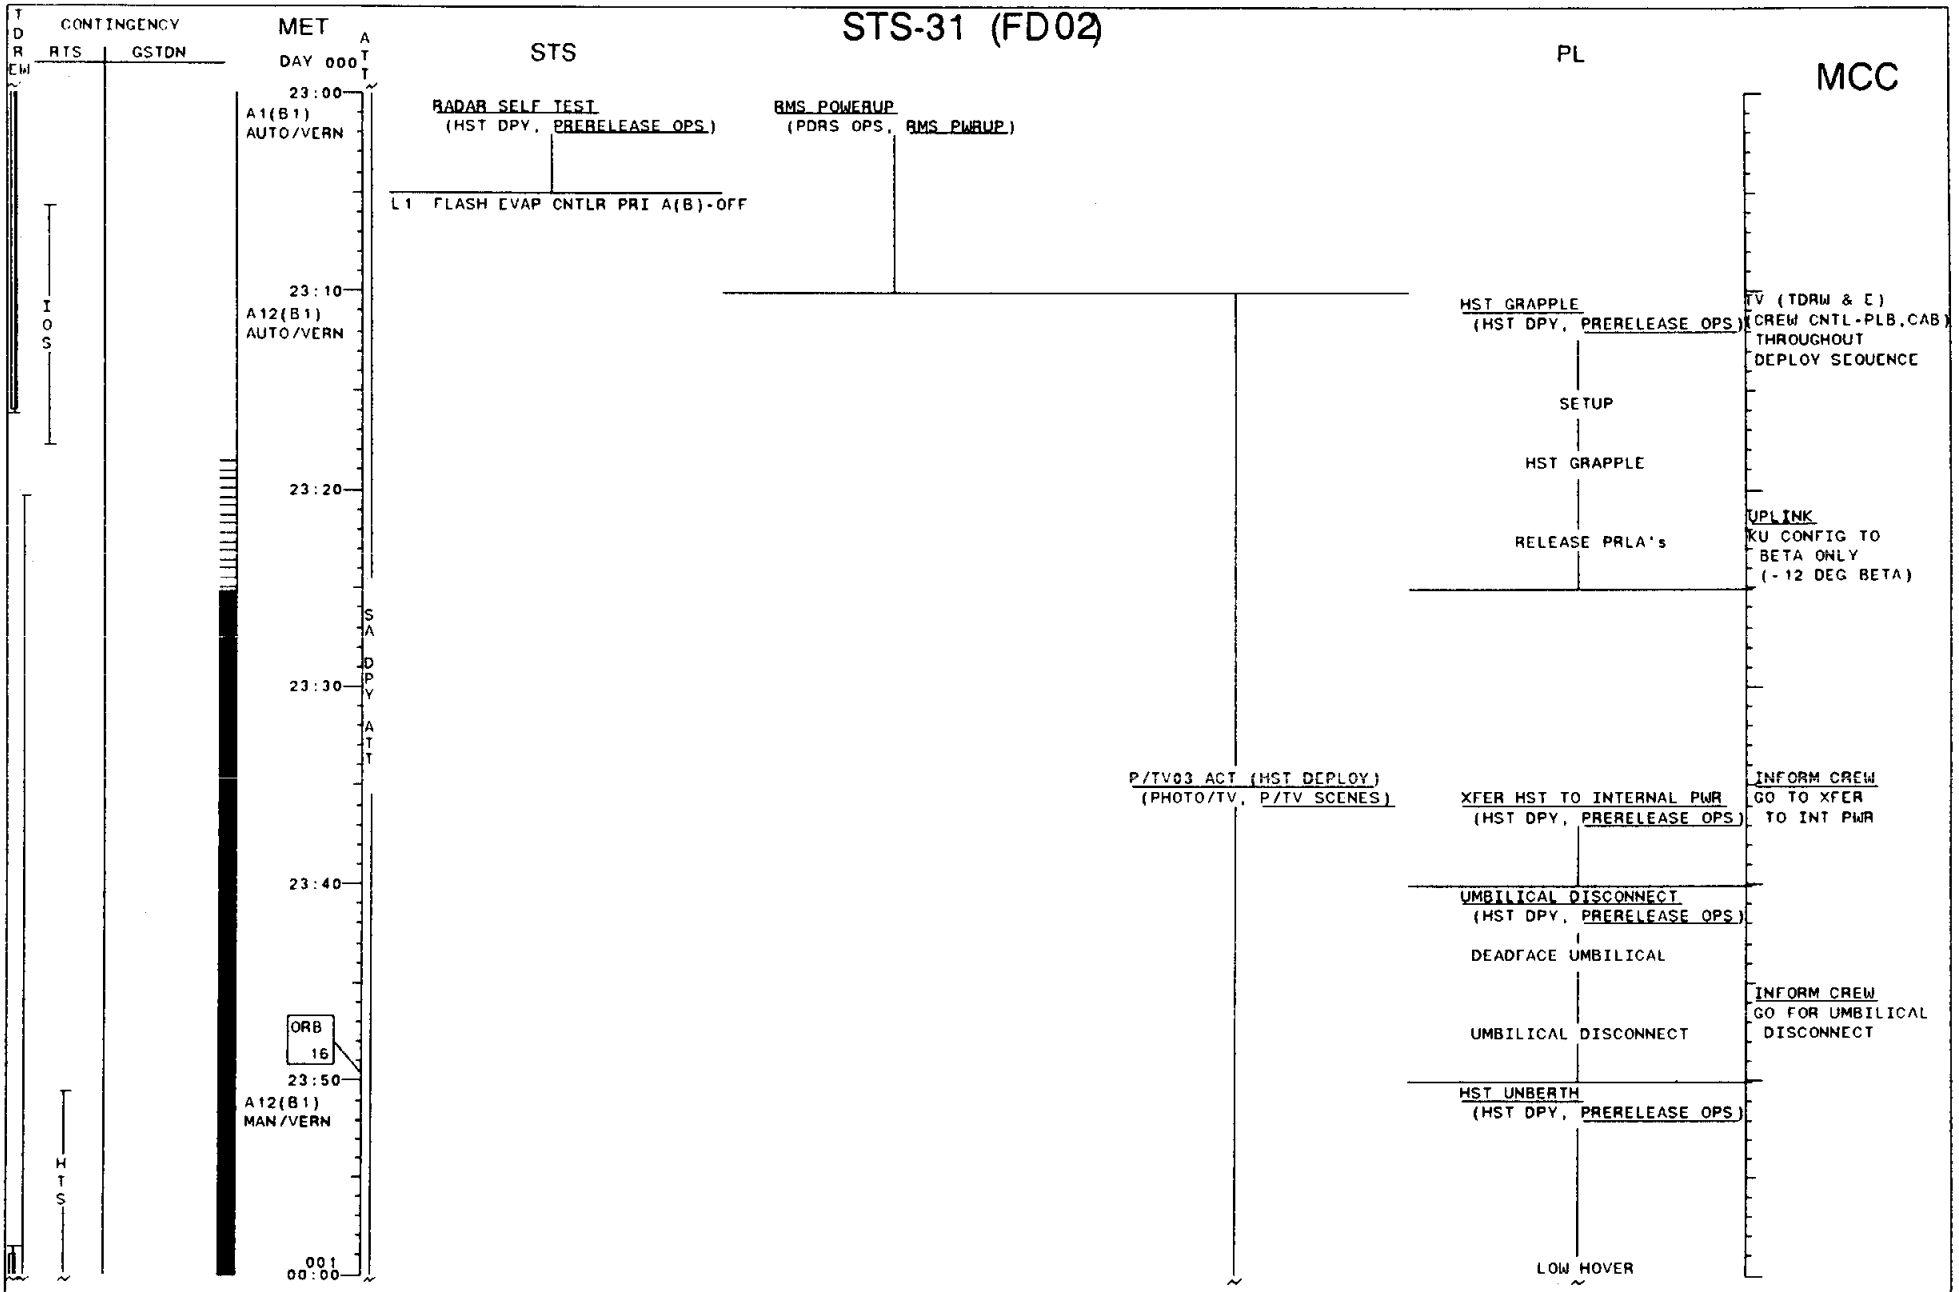 STS-31 (FD02)
T
D
R
EW
CONTINGENCY
RTS GSTDN
MET
DAY 000
A
T
T
STS
PL
MCC
23:00
A1(B1)
AUTO/VERN
RADAR SELF TEST
(HST DPY, PRERELEASE OPS)
RMS POWERUP
(PDRS OPS, RMS PWRUP)
L1 FLASH EVAP CNTLR PRI A(B)-OFF
I
O
S
23:10
A12(B1)
AUTO/VERN
HST GRAPPLE
(HST DPY, PRERELEASE OPS)
TV (TDRW & E)
(CREW CNTL-PLB,CAB)
THROUGHOUT
DEPLOY SEQUENCE
SETUP
HST GRAPPLE
23:20
RELEASE PRLA's
UPLINK
KU CONFIG TO
BETA ONLY
(-12 DEG BETA)
S
A
D
P
Y
A
T
T
23:30
P/TV03 ACT (HST DEPLOY)
(PHOTO/TV, P/TV SCENES)
XFER HST TO INTERNAL PWR
(HST DPY, PRERELEASE OPS)
INFORM CREW
GO TO XFER
TO INT PWR
23:40
UMBILICAL DISCONNECT
(HST DPY, PRERELEASE OPS)
DEADFACE UMBILICAL
INFORM CREW
GO FOR UMBILICAL
DISCONNECT
UMBILICAL DISCONNECT
ORB
16
23:50
A12(B1)
MAN/VERN
HST UNBERTH
(HST DPY, PRERELEASE OPS)
H
T
S
LOW HOVER
001
00:00